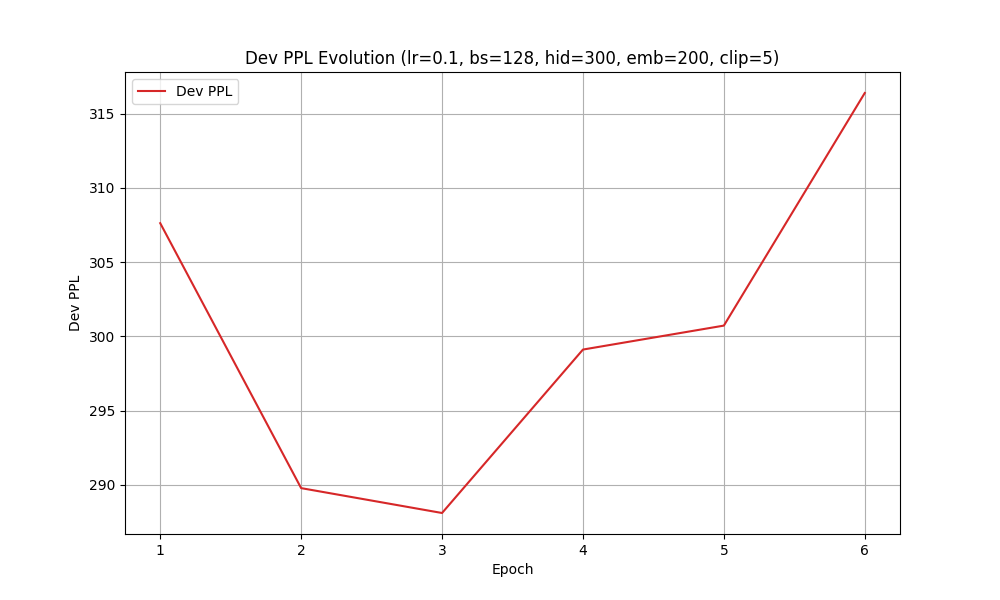 Dev PPL Evolution (lr=0.1, bs=128, hid=300, emb=200, clip=5)
Dev PPL
315
310
305
300
295
290
Dev PPL
1 2 3 4 5 6
Epoch